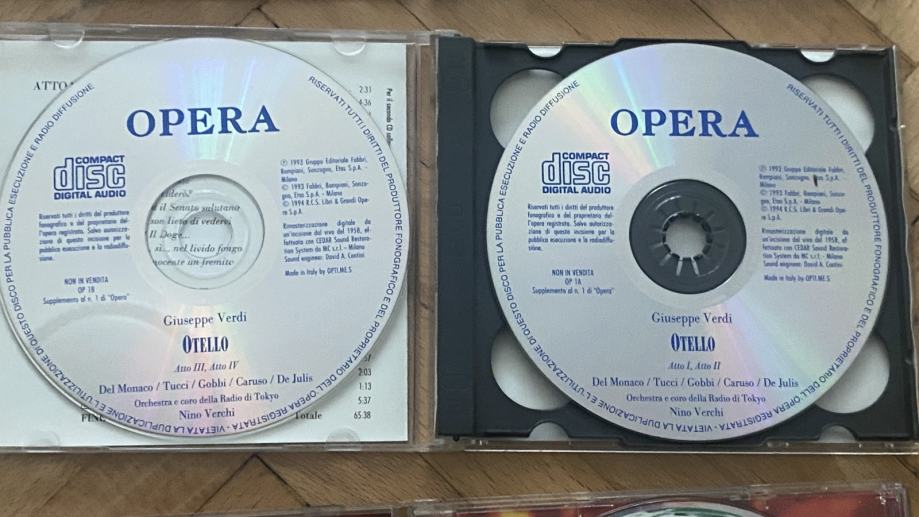 ATTO
2:31
4:36
Per il secondo CD
RISERVATI TUTTI I DIRITTI DEL PRODUTTORE FONOGRAFICO E DEL PROPRIETARIO DELL'OPERA REGISTRATA - VIETATA LA DUPLICAZIONE E L'UTILIZZAZIONE DI QUESTO DISCO PER LA PUBBLICA ESECUZIONE E RADIO DIFFUSIONE
OPERA
COMPACT
disc
DIGITAL AUDIO
Riservati tutti i diritti del produttore
fonografico e del proprietario del-
l'opera registrata. Salvo autorizza-
zione di questo incisione per la
pubblica esecuzione e la radiodiffu-
sione.
NON IN VENDITA
OP 1B
Supplemento al n. 1 di "Opera"
℗ 1993 Gruppo Editoriale Fabbri,
Bompiani, Sonzogno, Etas S.p.A. -
Milano
© 1993 Fabbri, Bompiani, Sonzo-
gno, Etas S.p.A. - Milano
© 1994 R.C.S. Libri & Grandi Ope-
re S.p.A.
Rimasterizzazione digitale da
un'incisione dal vivo del 1958, ef-
fettuata con CEDAR Sound Restora-
tion System da MC s.r.l. - Milano
Sound engineer: David A. Contini
Made in Italy by OPTI.ME.S
il Senato salutano
son lieto di vedervi
Il Doge...
si... nel livido fango
nocente un fremito
Giuseppe Verdi
OTELLO
Atto III, Atto IV
Del Monaco / Tucci / Gobbi / Caruso / De Julis
Orchestra e coro della Radio di Tokyo
Nino Verchi
2:03
1:13
5:37
Totale 65:38
RISERVATI TUTTI I DIRITTI DEL PRODUTTORE FONOGRAFICO E DEL PROPRIETARIO DELL'OPERA REGISTRATA - VIETATA LA DUPLICAZIONE E L'UTILIZZAZIONE DI QUESTO DISCO PER LA PUBBLICA ESECUZIONE E RADIO DIFFUSIONE
OPERA
COMPACT
disc
DIGITAL AUDIO
Riservati tutti i diritti del produttore
fonografico e del proprietario del-
l'opera registrata. Salvo autorizza-
zione di questo incisione per la
pubblica esecuzione e la radiodiffu-
sione.
NON IN VENDITA
OP 1A
Supplemento al n. 1 di "Opera"
℗ 1993 Gruppo Editoriale Fabbri,
Bompiani, Sonzogno, Etas S.p.A. -
Milano
© 1993 Fabbri, Bompiani, Sonzo-
gno, Etas S.p.A. - Milano
© 1994 R.C.S. Libri & Grandi Ope-
re S.p.A.
Rimasterizzazione digitale da
un'incisione dal vivo del 1958, ef-
fettuata con CEDAR Sound Restora-
tion System da MC s.r.l. - Milano
Sound engineer: David A. Contini
Made in Italy by OPTI.ME.S
Giuseppe Verdi
OTELLO
Atto I, Atto II
Del Monaco / Tucci / Gobbi / Caruso / De Julis
Orchestra e coro della Radio di Tokyo
Nino Verchi